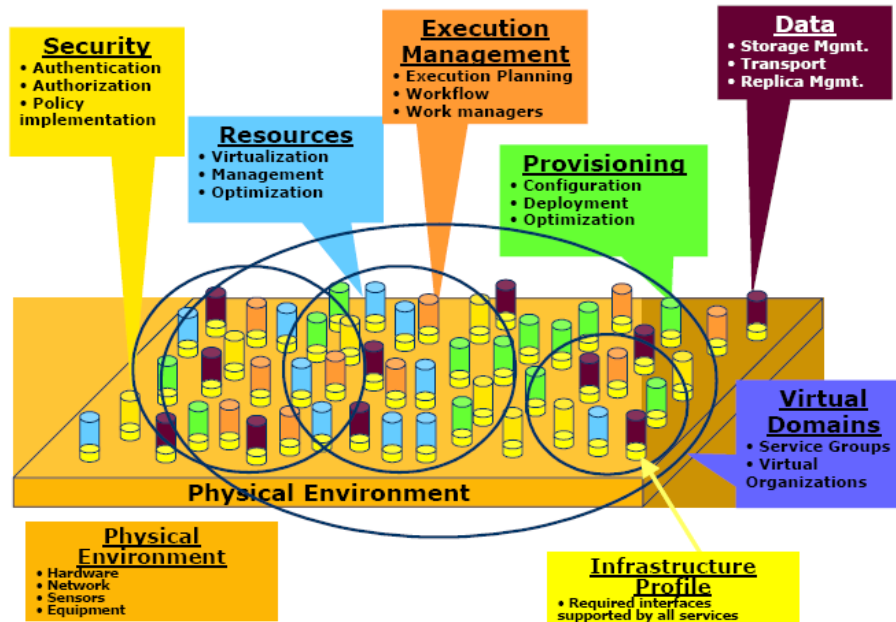 Security
• Authentication
• Authorization
• Policy
implementation
Execution
Management
• Execution Planning
• Workflow
• Work managers
Data
• Storage Mgmt.
• Transport
• Replica Mgmt.
Resources
• Virtualization
• Management
• Optimization
Provisioning
• Configuration
• Deployment
• Optimization
Virtual
Domains
• Service Groups
• Virtual
Organizations
Physical Environment
Physical
Environment
• Hardware
• Network
• Sensors
• Equipment
Infrastructure
Profile
• Required interfaces
supported by all services